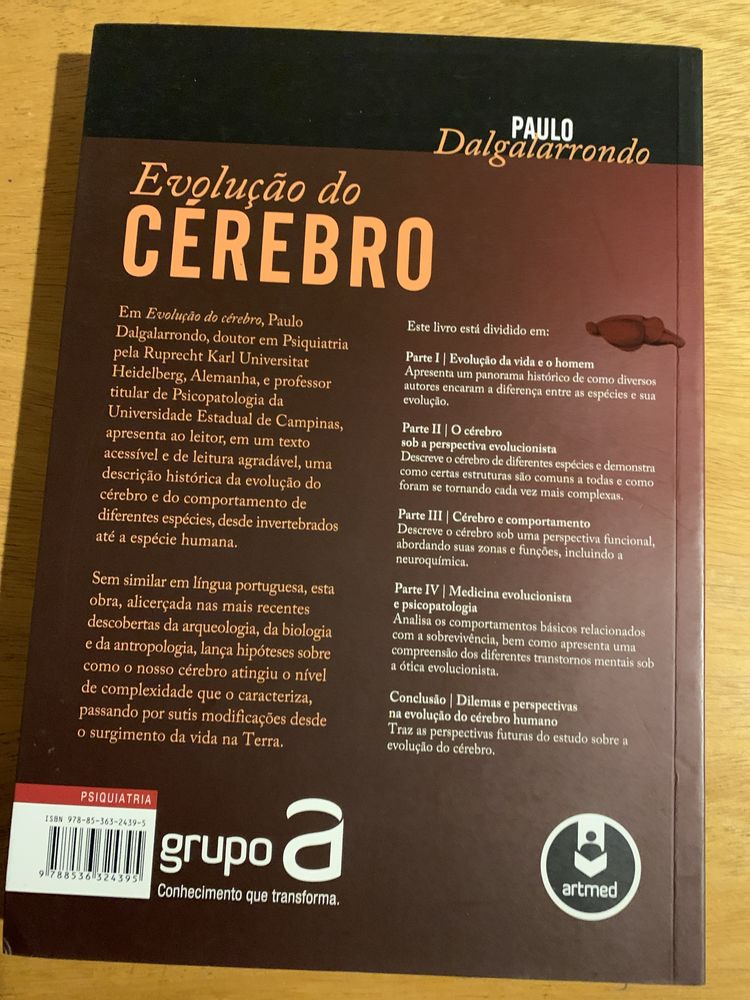 PAULO
Dalgalarrondo
Evolução do
CÉREBRO
Em Evolução do cérebro, Paulo
Dalgalarrondo, doutor em Psiquiatria
pela Ruprecht Karl Universitat
Heidelberg, Alemanha, e professor
titular de Psicopatologia da
Universidade Estadual de Campinas,
apresenta ao leitor, em um texto
acessível e de leitura agradável, uma
descrição histórica da evolução do
cérebro e do comportamento de
diferentes espécies, desde invertebrados
até a espécie humana.
Sem similar em língua portuguesa, esta
obra, alicerçada nas mais recentes
descobertas da arqueologia, da biologia
e da antropologia, lança hipóteses sobre
como o nosso cérebro atingiu o nível
de complexidade que o caracteriza,
passando por sutis modificações desde
o surgimento da vida na Terra.
Este livro está dividido em:
Parte I | Evolução da vida e o homem
Apresenta um panorama histórico de como diversos
autores encaram a diferença entre as espécies e sua
evolução.
Parte II | O cérebro
sob a perspectiva evolucionista
Descreve o cérebro de diferentes espécies e demonstra
como certas estruturas são comuns a todas e como
foram se tornando cada vez mais complexas.
Parte III | Cérebro e comportamento
Descreve o cérebro sob uma perspectiva funcional,
abordando suas zonas e funções, incluindo a
neuroquímica.
Parte IV | Medicina evolucionista
e psicopatologia
Analisa os comportamentos básicos relacionados
com a sobrevivência, bem como apresenta uma
compreensão dos diferentes transtornos mentais sob
a ótica evolucionista.
Conclusão | Dilemas e perspectivas
na evolução do cérebro humano
Traz as perspectivas futuras do estudo sobre a
evolução do cérebro.
PSIQUIATRIA
ISBN 978-85-363-2439-5
9 788536 324395
grupo a
Conhecimento que transforma.
artmed